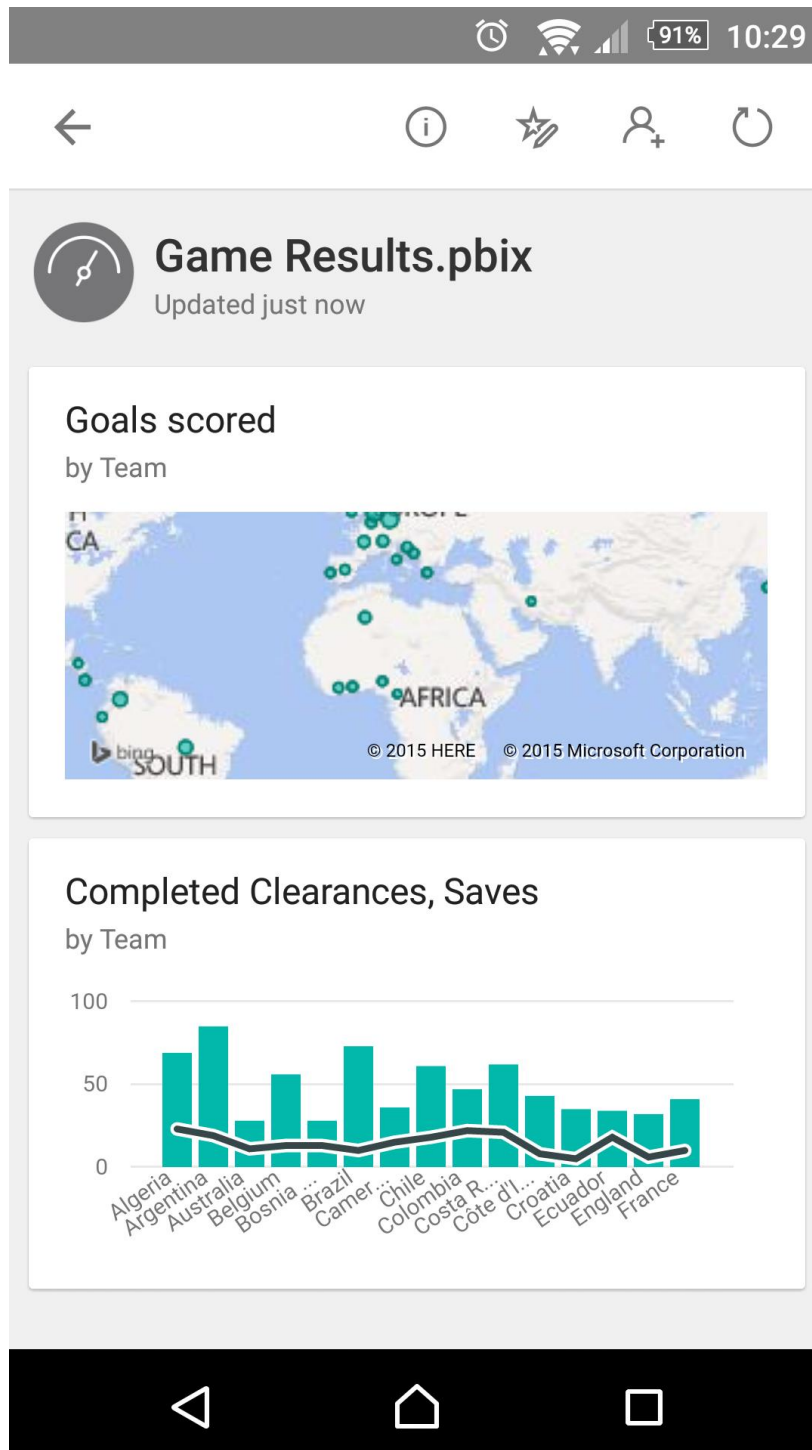 91% 10:29
Game Results.pbix
Updated just now
Goals scored
by Team
CA
AFRICA
bing
SOUTH
© 2015 HERE © 2015 Microsoft Corporation
Completed Clearances, Saves
by Team
100
50
0
Algeria
Argentina
Australia
Belgium
Bosnia ...
Brazil
Camer...
Chile
Colombia
Costa R...
Côte d'I...
Croatia
Ecuador
England
France